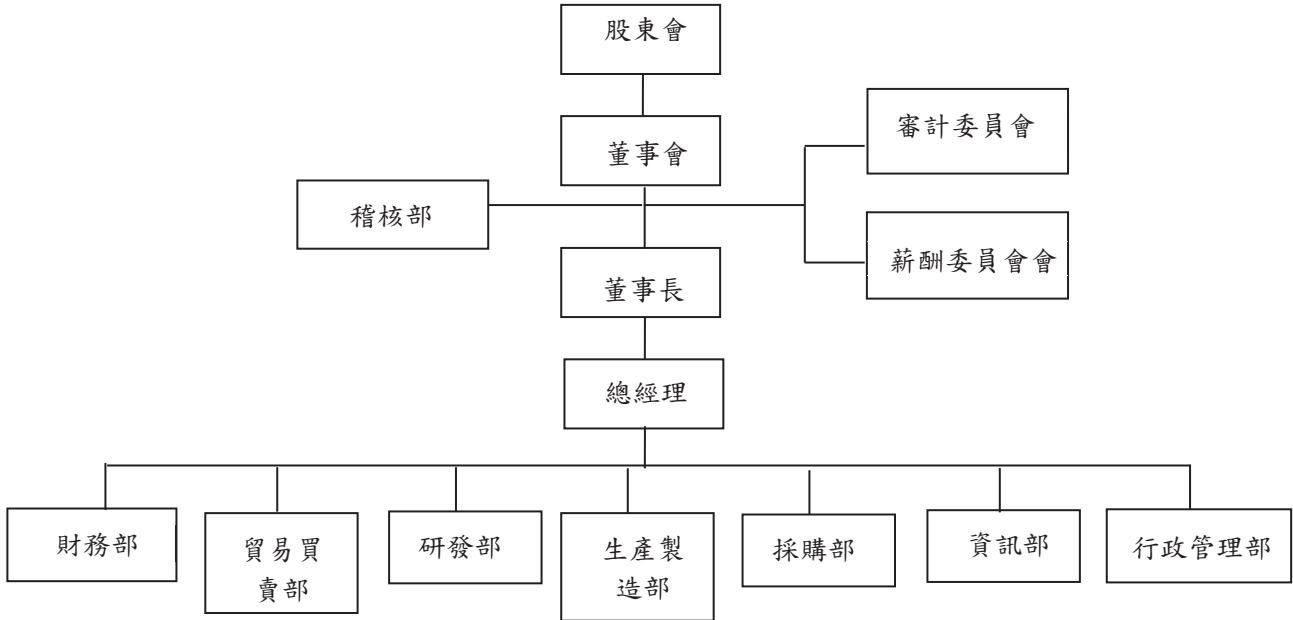 股東會
審計委員會
董事會
稽核部
薪酬委員會會
董事長
總經理
財務部
貿易買
賣部
研發部
生產製
造部
採購部
資訊部
行政管理部